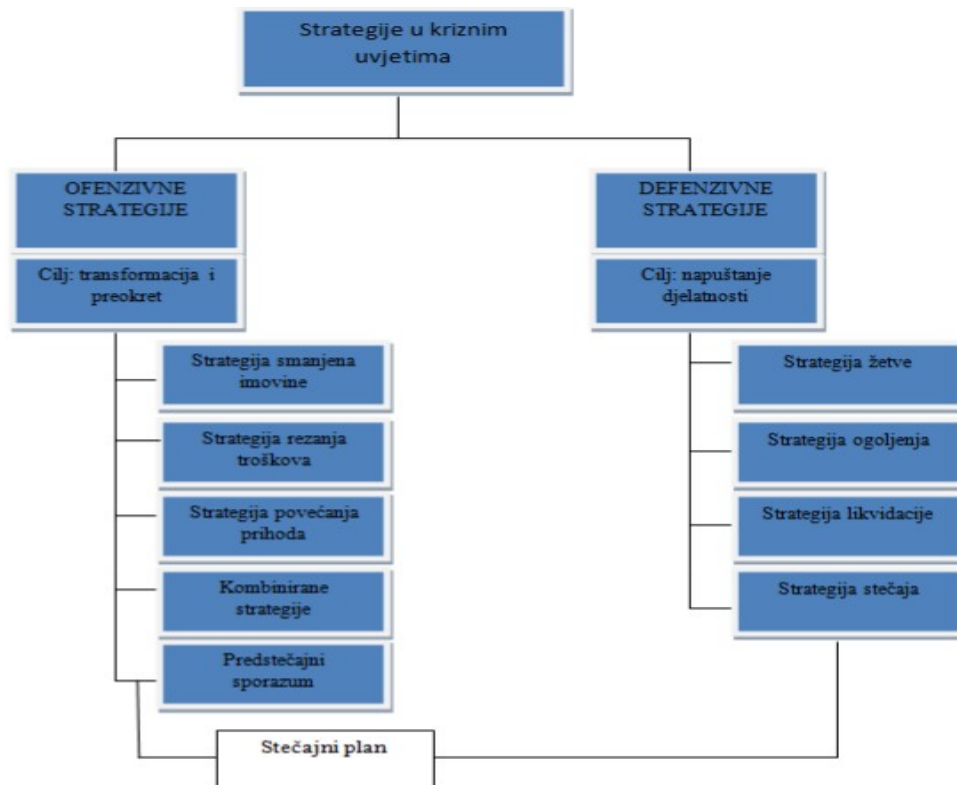 Strategije u kriznim
uvjetima
OFENZIVNE
STRATEGIJE
Cilj: transformacija i
preokret
Strategija smanjena
imovine
Strategija rezanja
troškova
Strategija povećanja
prihoda
Kombinirane
strategije
Predstečajni
sporazum
DEFENZIVNE
STRATEGIJE
Cilj: napuštanje
djelatnosti
Strategija žetve
Strategija ogoljenja
Strategija likvidacije
Strategija stečaja
Stečajni plan